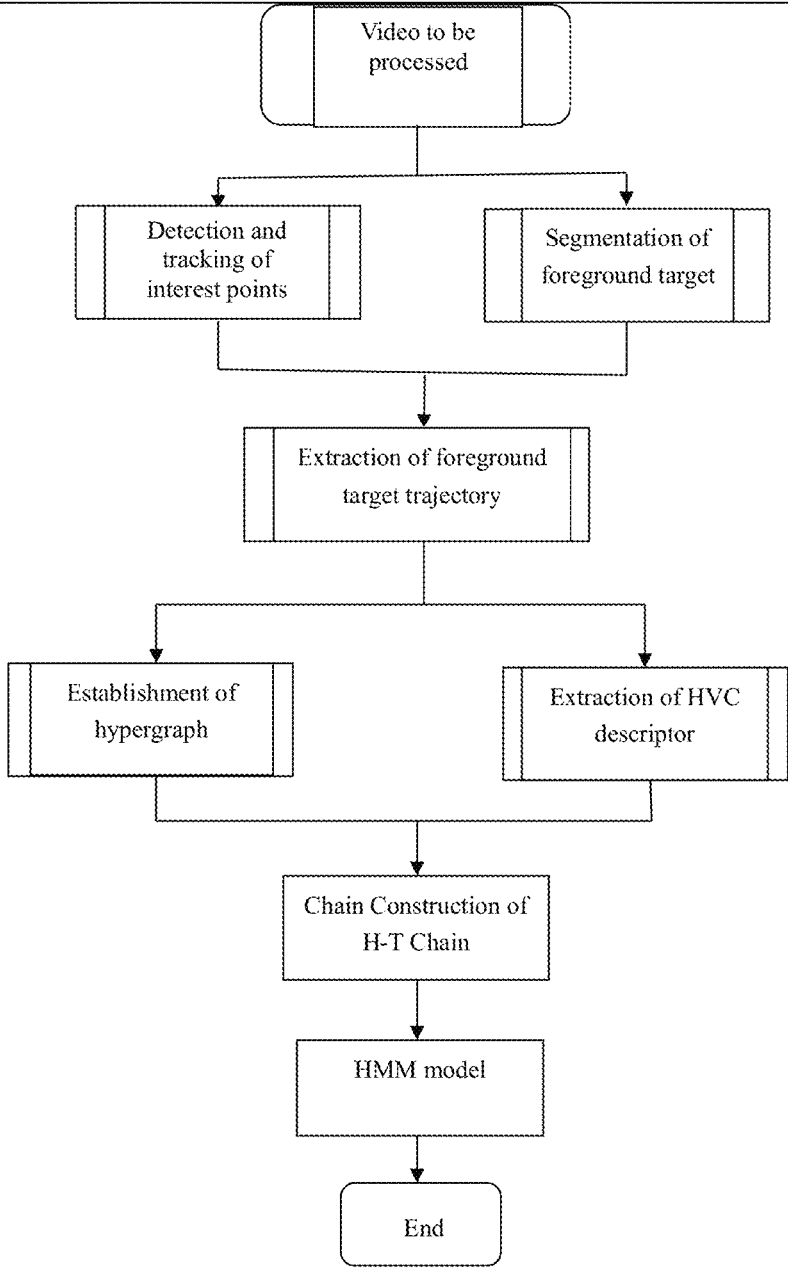 Video to be
processed
Detection and
tracking of
interest points
Segmentation of
foreground target
Extraction of foreground
target trajectory
Establishment of
hypergraph
Extraction of HVC
descriptor
Chain Construction of
H-T Chain
HMM model
End